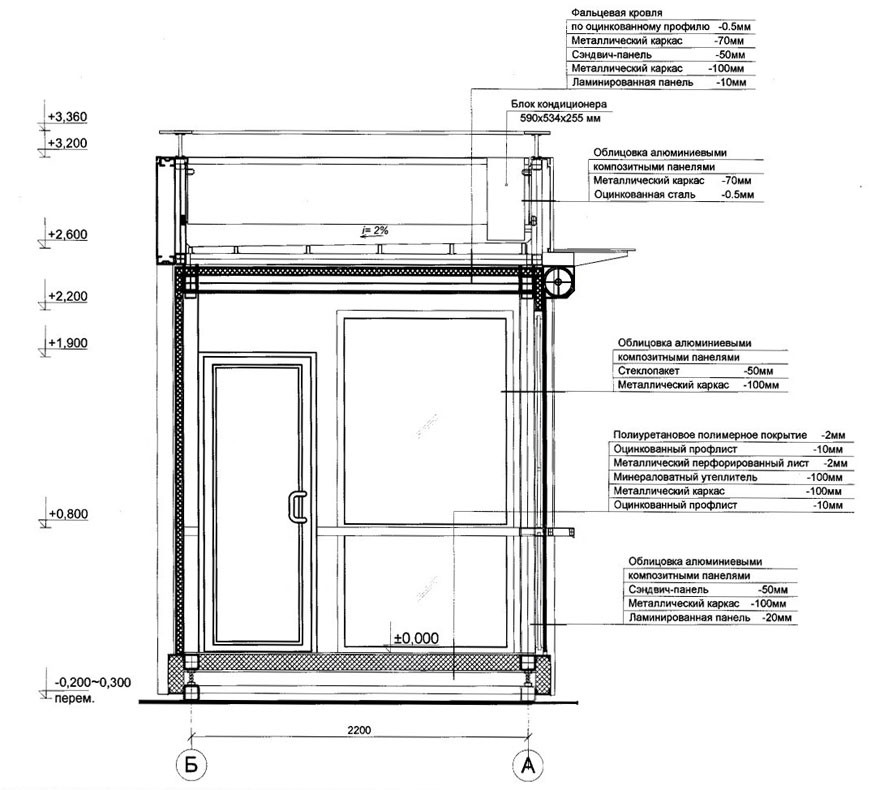 Фальцевая кровля
по оцинкованному профилю -0.5мм
Металлический каркас -70мм
Сэндвич-панель -50мм
Металлический каркас -100мм
Ламинированная панель -10мм
Блок кондиционера
590х534х255 мм
+3,360
+3,200
Облицовка алюминиевыми
композитными панелями
Металлический каркас -70мм
Оцинкованная сталь -0.5мм
i= 2%
+2,600
+2,200
+1,900
Облицовка алюминиевыми
композитными панелями
Стеклопакет -50мм
Металлический каркас -100мм
Полиуретановое полимерное покрытие -2мм
Оцинкованный профлист -10мм
Металлический перфорированный лист -2мм
Минераловатный утеплитель -100мм
Металлический каркас -100мм
Оцинкованный профлист -10мм
+0,800
Облицовка алюминиевыми
композитными панелями
Сэндвич-панель -50мм
Металлический каркас -100мм
Ламинированная панель -20мм
±0,000
-0,200~0,300
перем.
2200
Б
А